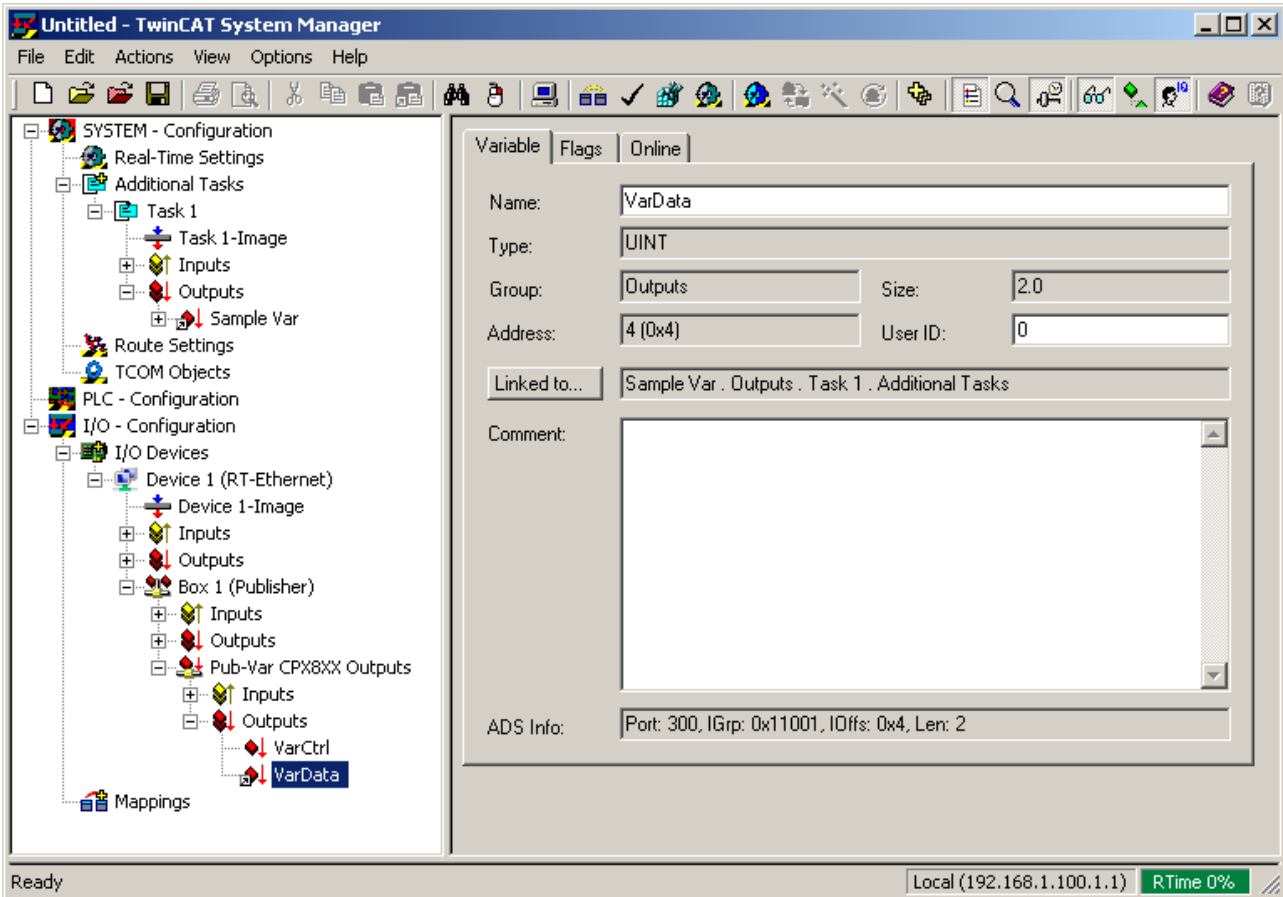 Untitled - TwinCAT System Manager
File Edit Actions View Options Help
SYSTEM - Configuration
Real-Time Settings
Additional Tasks
Task 1
Task 1-Image
Inputs
Outputs
Sample Var
Route Settings
TCOM Objects
PLC - Configuration
I/O - Configuration
I/O Devices
Device 1 (RT-Ethernet)
Device 1-Image
Inputs
Outputs
Box 1 (Publisher)
Inputs
Outputs
Pub-Var CPX8XX Outputs
Inputs
Outputs
VarCtrl
VarData
Mappings
Variable Flags Online
Name: VarData
Type: UINT
Group: Outputs Size: 2.0
Address: 4 (0x4) User ID: 0
Linked to... Sample Var . Outputs . Task 1 . Additional Tasks
Comment:
ADS Info: Port: 300, IGrp: 0x11001, IOffs: 0x4, Len: 2
Ready Local (192.168.1.100.1.1) RTime 0%